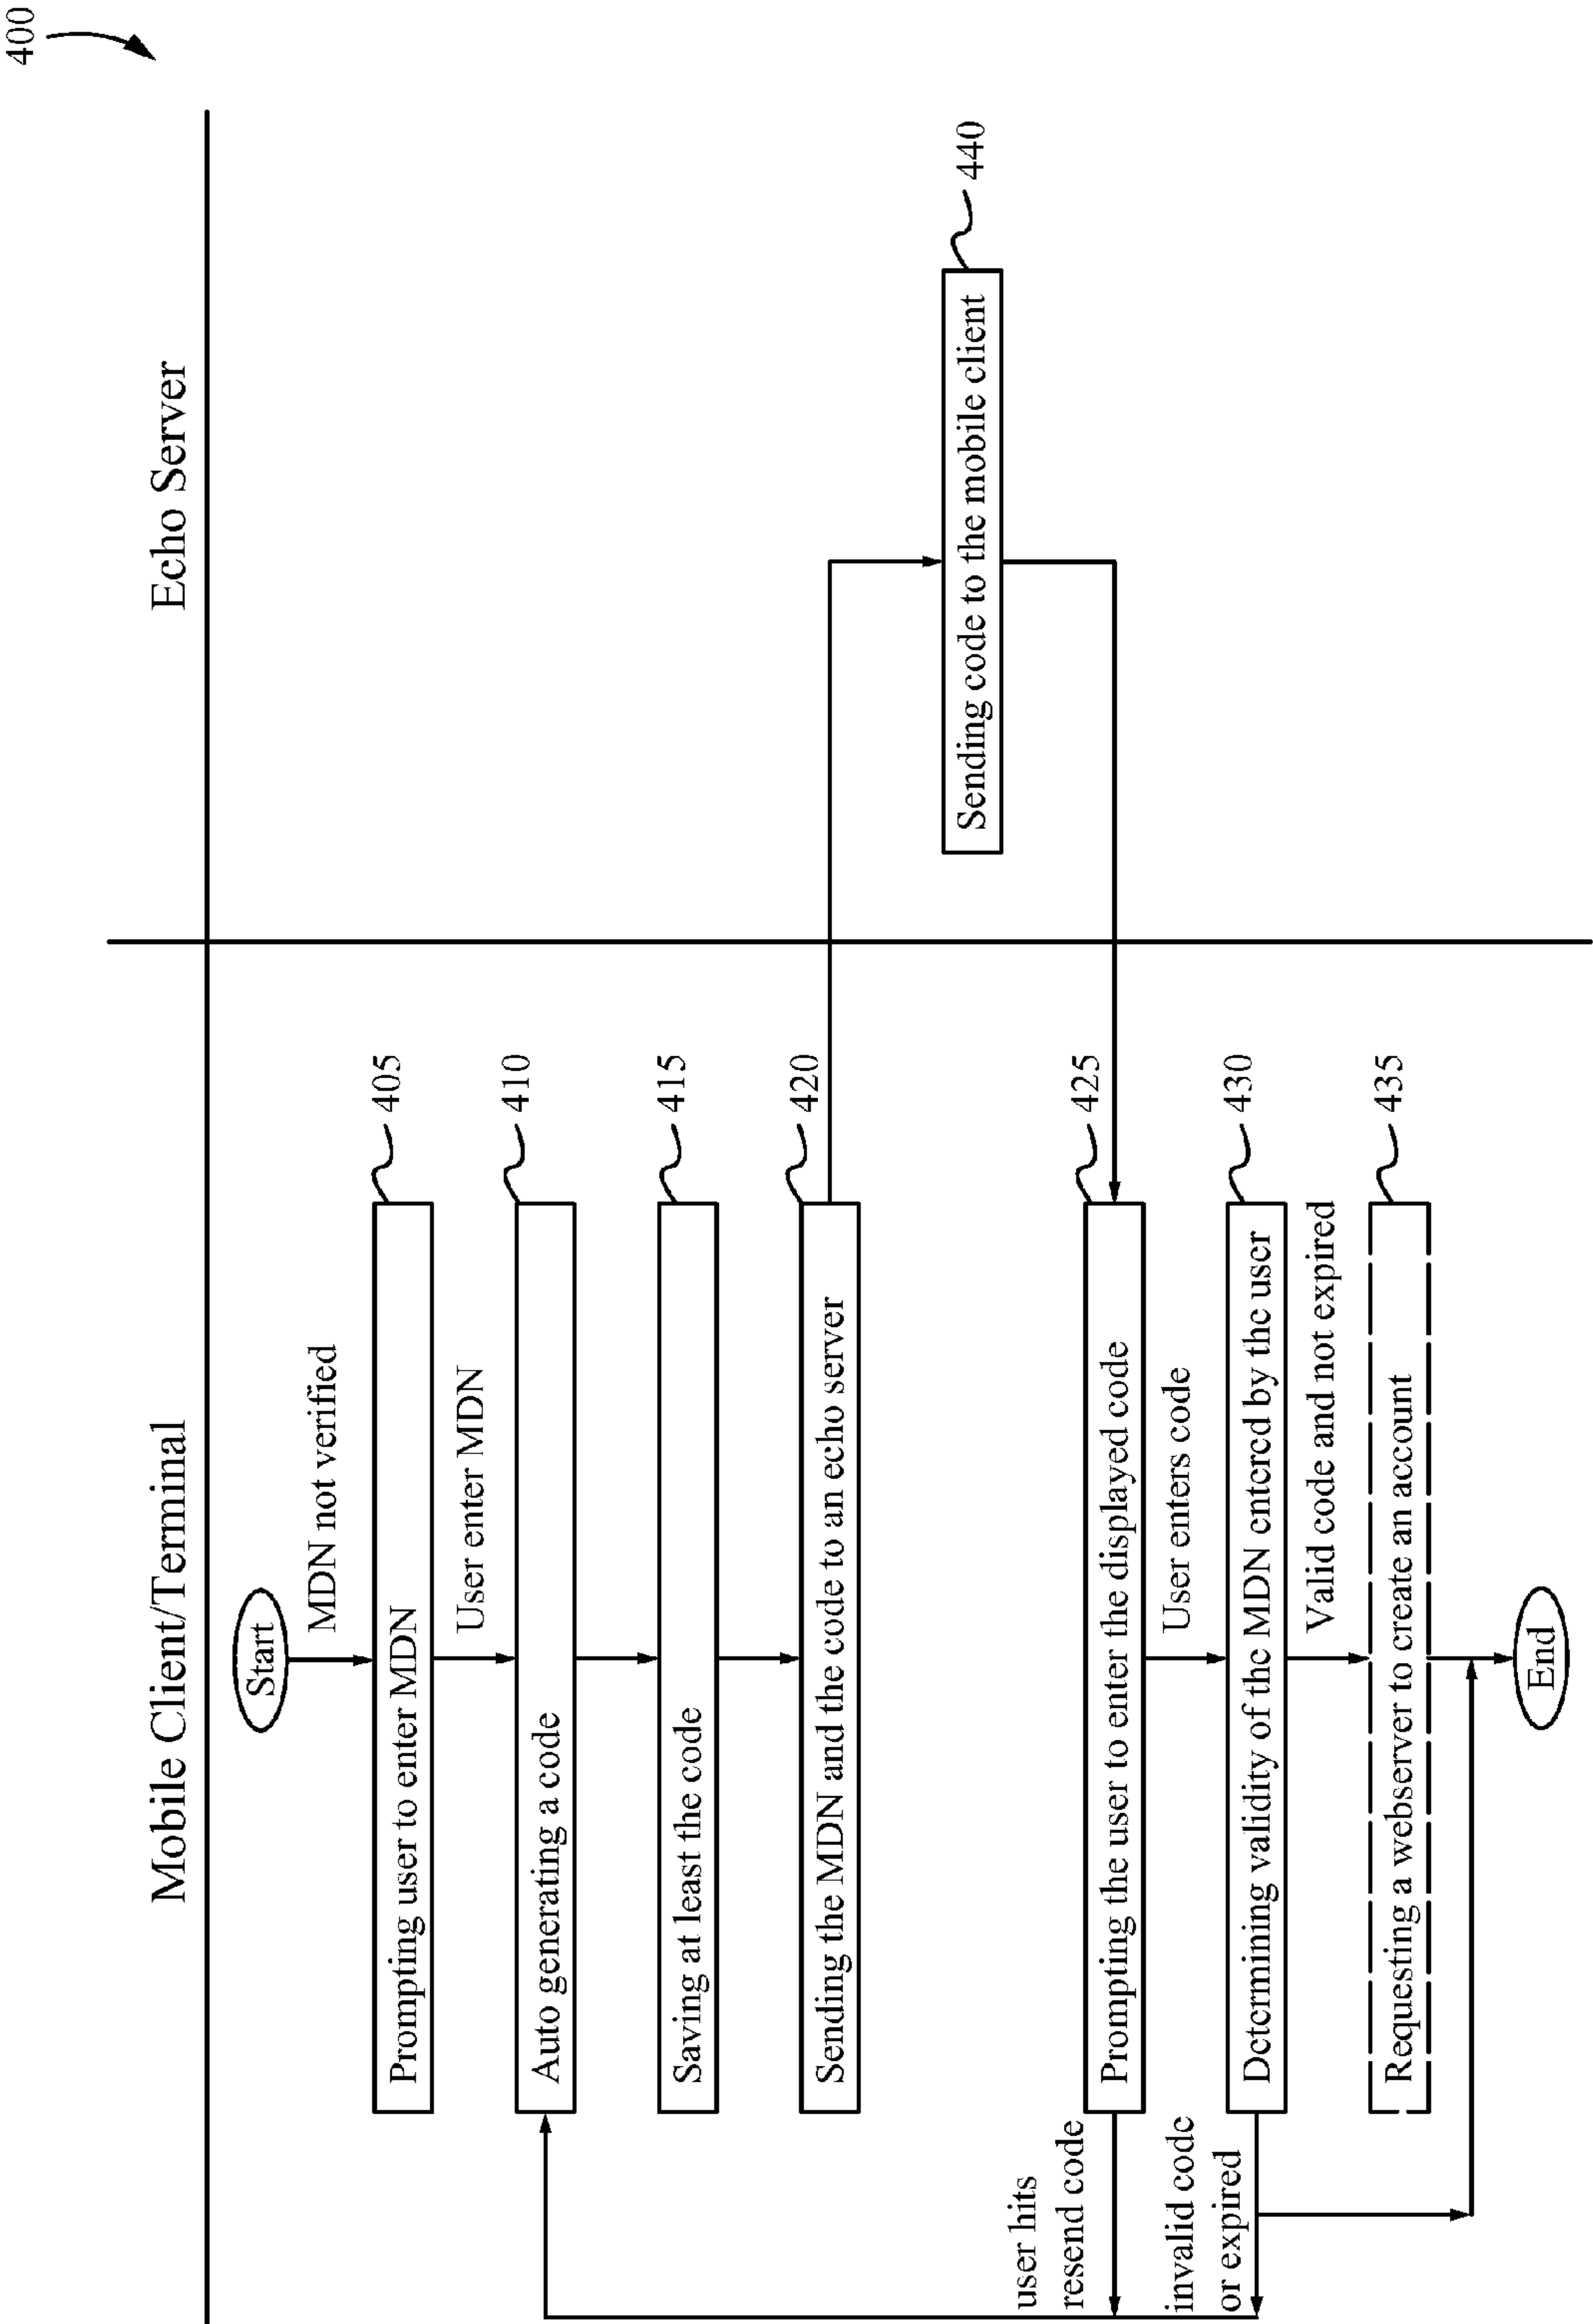 400
Mobile Client/Terminal
Echo Server
Start
MDN not verified
405
Prompting user to enter MDN
User enter MDN
410
Auto generating a code
415
Saving at least the code
420
Sending the MDN and the code to an echo server
440
Sending code to the mobile client
425
Prompting the user to enter the displayed code
user hits
resend code
User enters code
430
Determining validity of the MDN entered by the user
invalid code
or expired
Valid code and not expired
435
Requesting a webserver to create an account
End